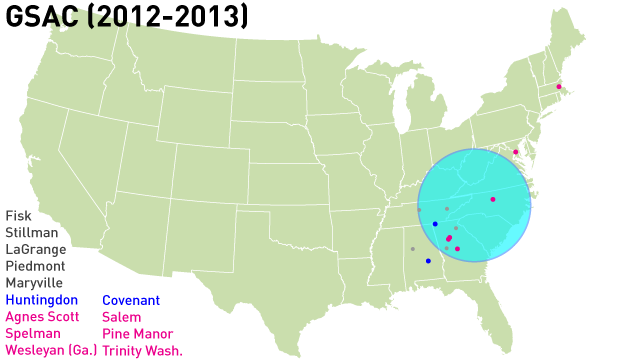 GSAC (2012-2013)
Fisk
Stillman
LaGrange
Piedmont
Maryville
Huntingdon Covenant
Agnes Scott Salem
Spelman Pine Manor
Wesleyan (Ga.) Trinity Wash.